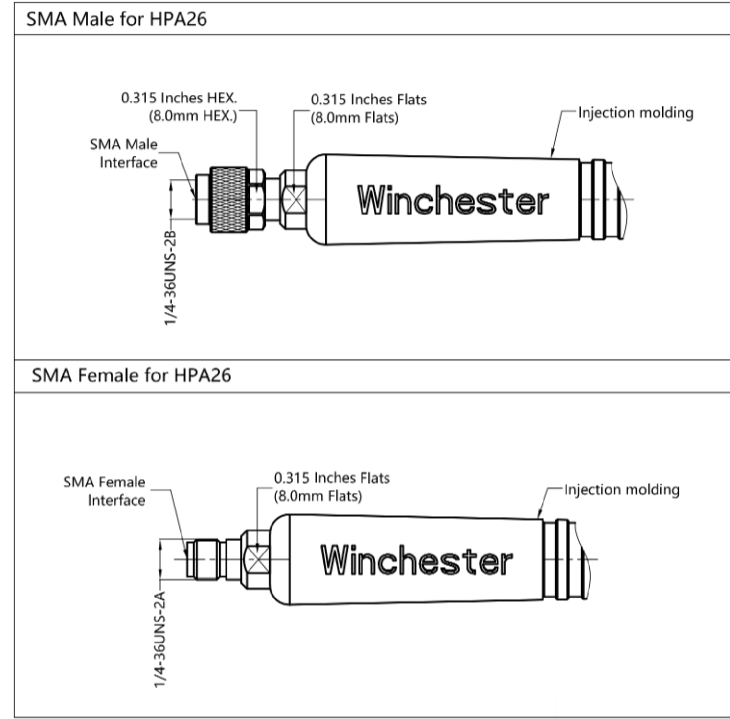 SMA Male for HPA26
0.315 Inches HEX.
(8.0mm HEX.)
0.315 Inches Flats
(8.0mm Flats)
Injection molding
SMA Male
Interface
Winchester
1/4-36UNS-2B
SMA Female for HPA26
SMA Female
Interface
0.315 Inches Flats
(8.0mm Flats)
Injection molding
Winchester
1/4-36UNS-2A